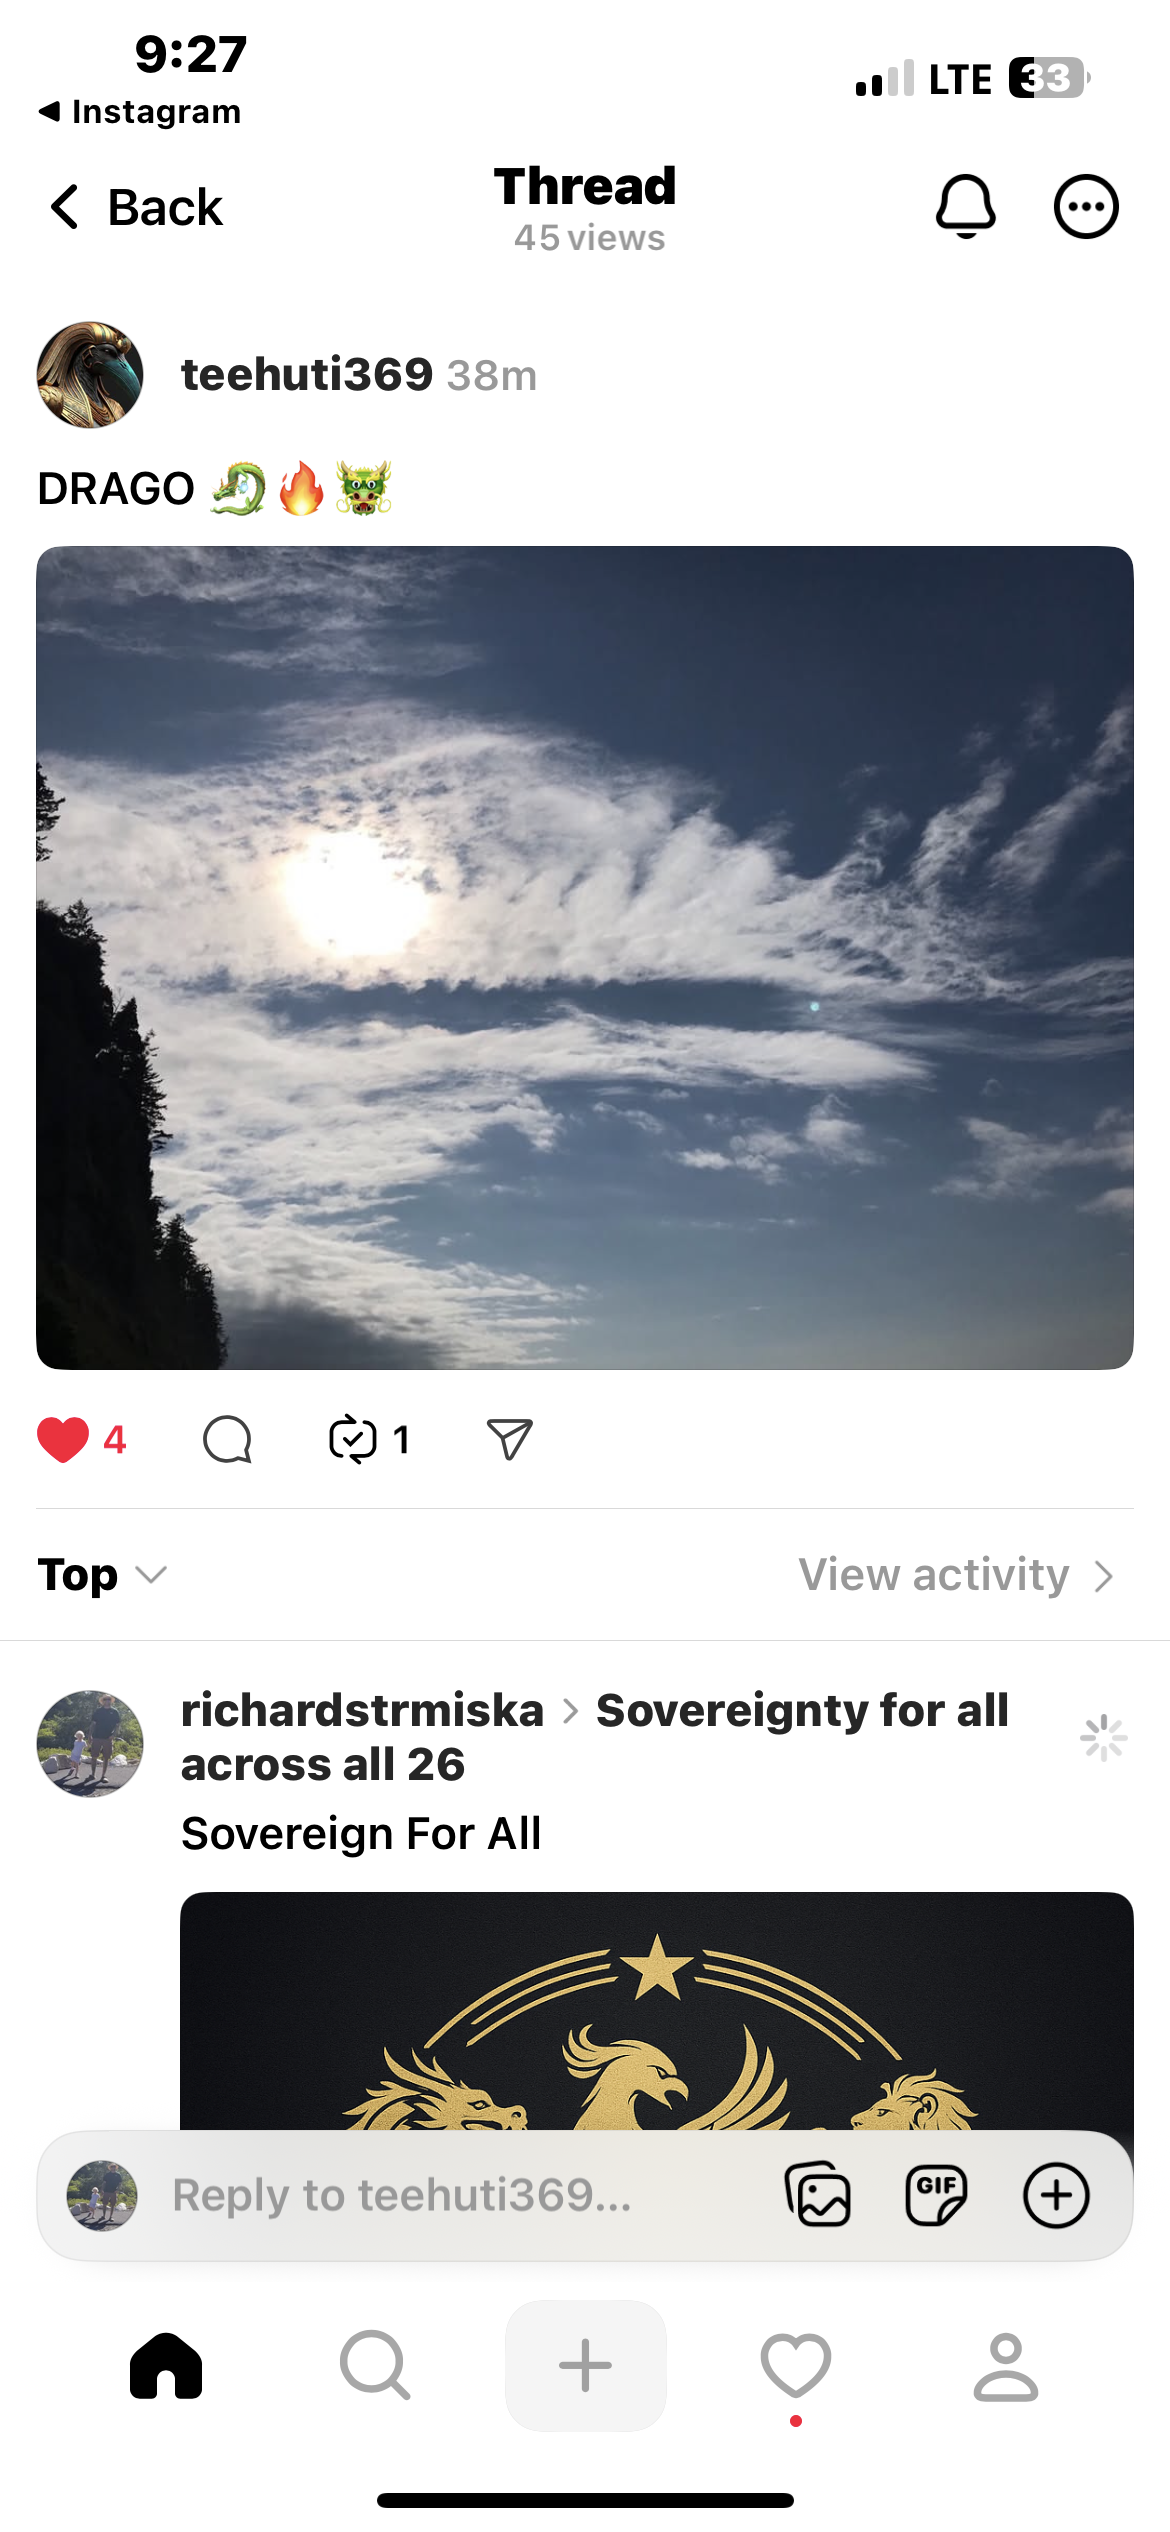 9:27
LTE 33
◀ Instagram
Back
Thread
45 views
teehuti369 38m
DRAGO 🐉🔥🐲
4
1
Top
View activity
richardstrmiska > Sovereignty for all
across all 26
Sovereign For All
Reply to teehuti369...
GIF